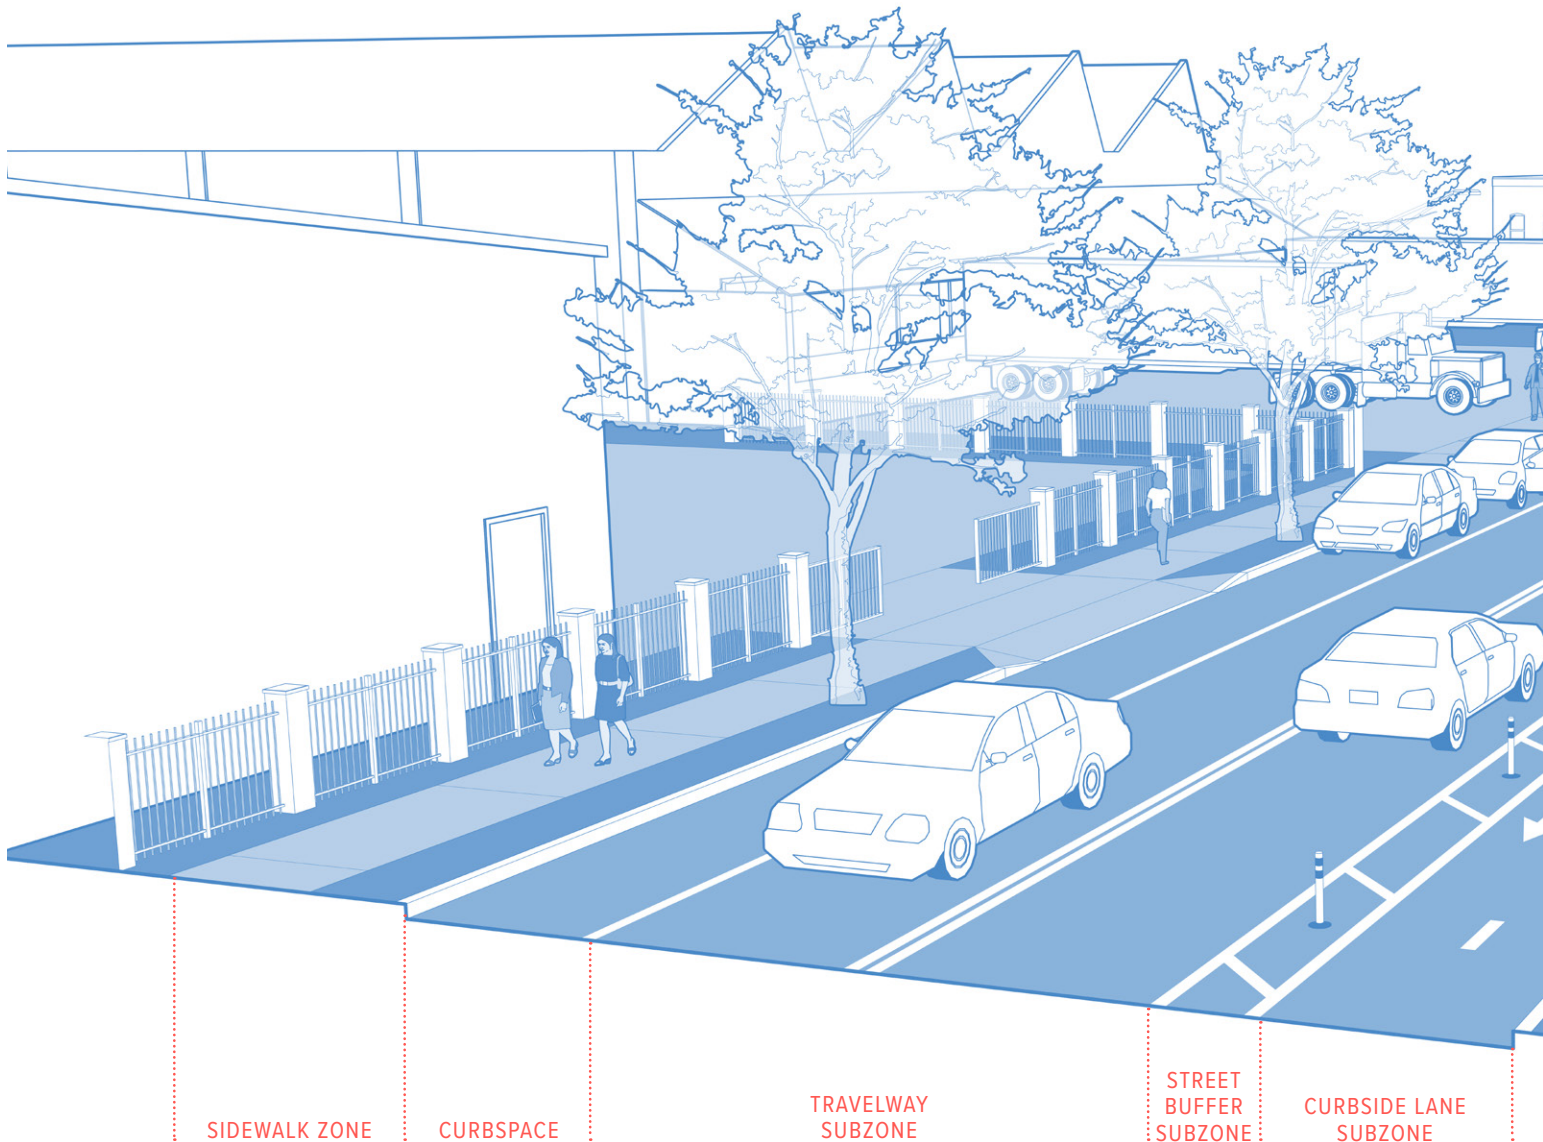 SIDEWALK ZONE
CURBSPACE
TRAVELWAY
SUBZONE
STREET
BUFFER
SUBZONE
CURBSIDE LANE
SUBZONE